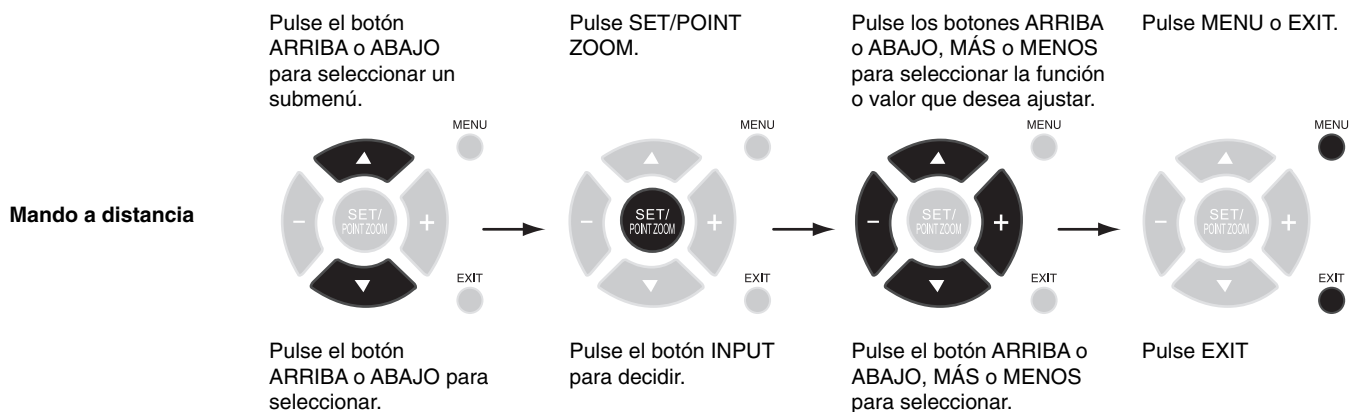 Pulse el botón
ARRIBA o ABAJO
para seleccionar un
submenú.
Pulse SET/POINT
ZOOM.
Pulse los botones ARRIBA
o ABAJO, MÁS o MENOS
para seleccionar la función
o valor que desea ajustar.
Pulse MENU o EXIT.
Mando a distancia
MENU
- SET/ +
POINT ZOOM
EXIT
MENU
- SET/ +
POINT ZOOM
EXIT
MENU
- SET/ +
POINT ZOOM
EXIT
MENU
- SET/ +
POINT ZOOM
EXIT
Pulse el botón
ARRIBA o ABAJO para
seleccionar.
Pulse el botón INPUT
para decidir.
Pulse el botón ARRIBA o
ABAJO, MÁS o MENOS
para seleccionar.
Pulse EXIT